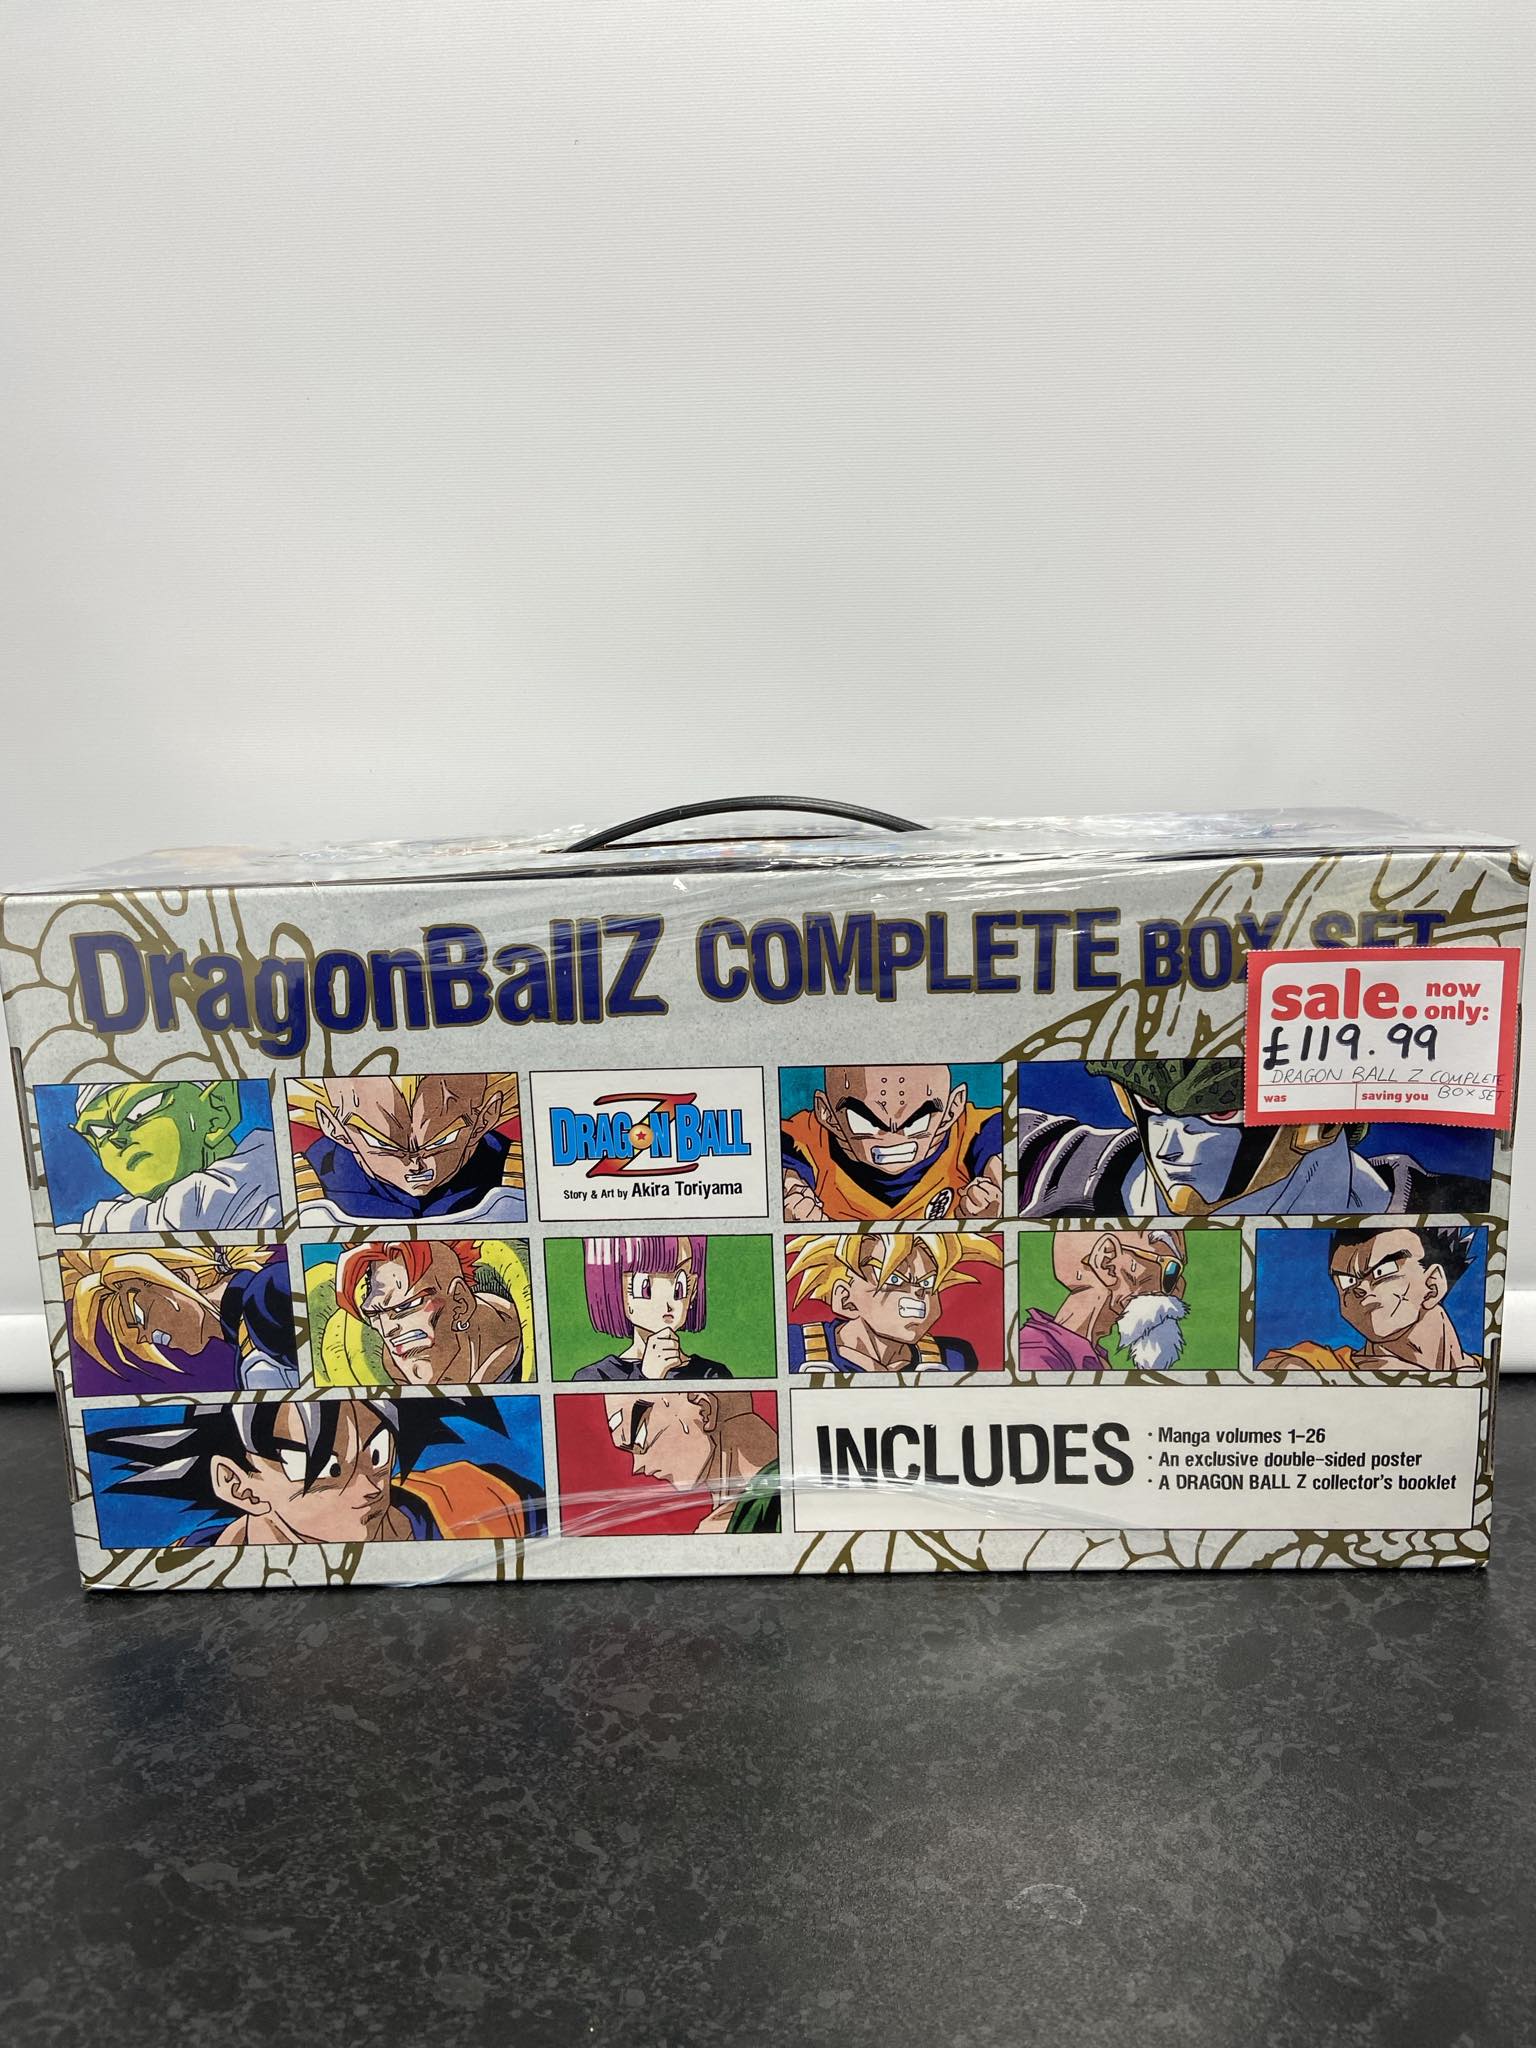 DragonBallZ COMPLETE BOX SET
sale. now only:
£119.99
DRAGON BALL Z COMPLETE BOX SET
was
saving you
DRAGON BALL Z
Story & Art by Akira Toriyama
INCLUDES
· Manga volumes 1-26
· An exclusive double-sided poster
· A DRAGON BALL Z collector's booklet